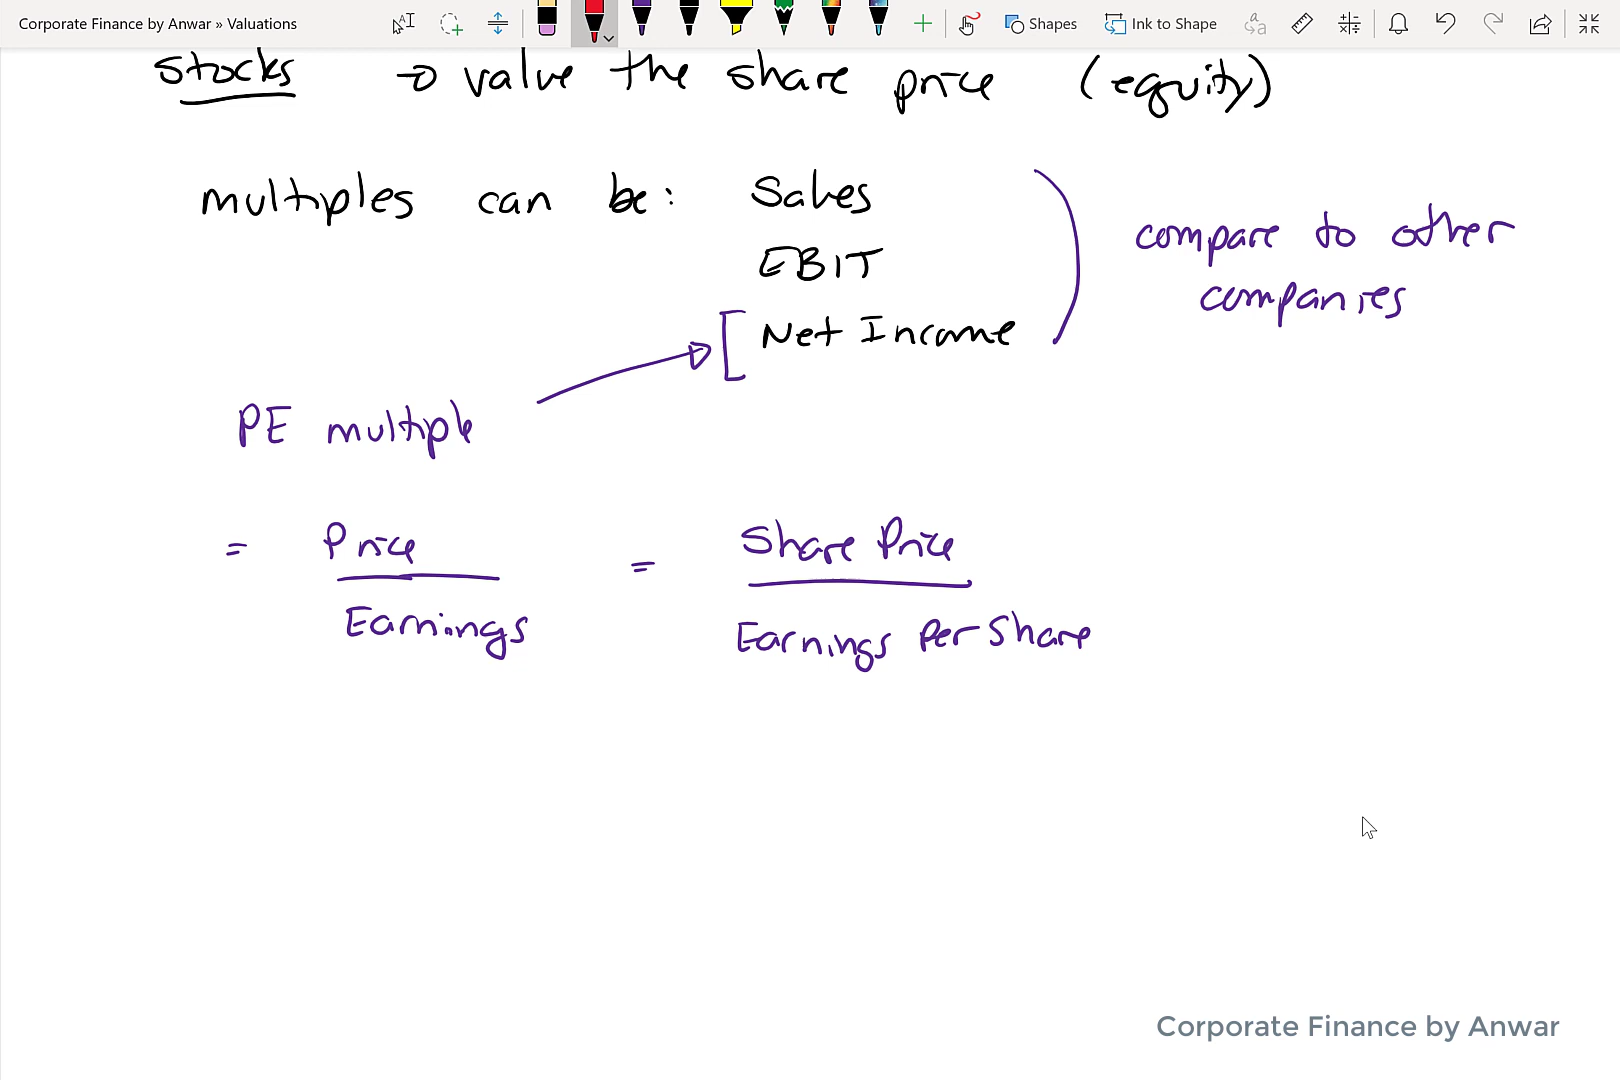 Corporate Finance by Anwar » Valuations
Shapes
Ink to Shape
Stocks → value the share price (equity)
multiples can be: Sales
EBIT
Net Income
compare to other
companies
PE multiple
= Price = Share Price
Earnings Earnings Per Share
Corporate Finance by Anwar